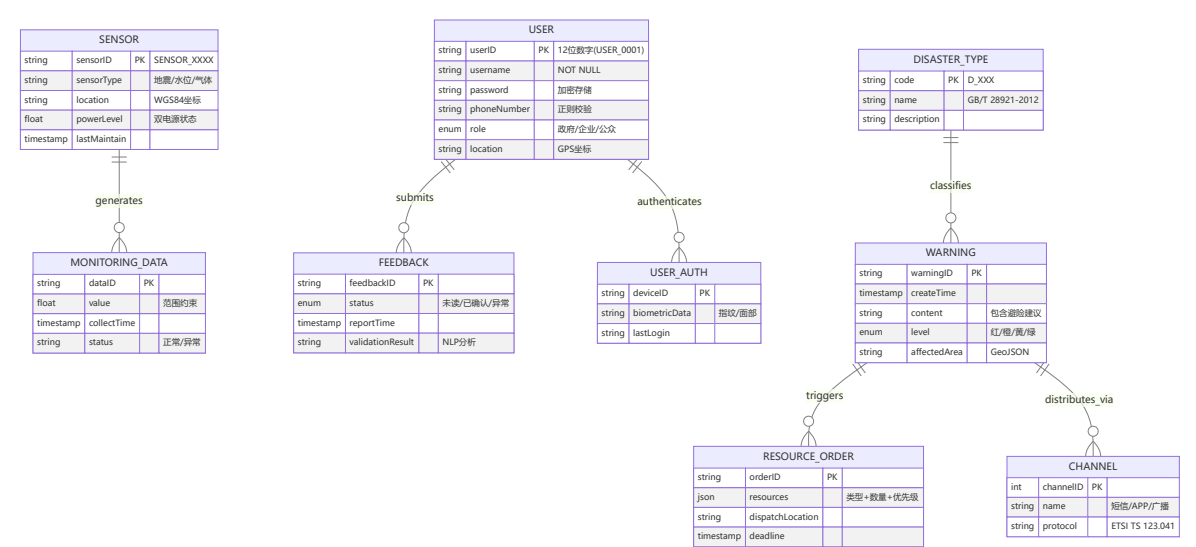 SENSOR
string sensorID PK SENSOR_XXXX
string sensorType 地震/水位/气体
string location WGS84坐标
float powerLevel 双电源状态
timestamp lastMaintain
generates
MONITORING_DATA
string dataID PK
float value 范围约束
timestamp collectTime
string status 正常/异常
USER
string userID PK 12位数字(USER_0001)
string username NOT NULL
string password 加密存储
string phoneNumber 正则校验
enum role 政府/企业/公众
string location GPS坐标
submits
authenticates
FEEDBACK
string feedbackID PK
enum status 未读/已确认/异常
timestamp reportTime
string validationResult NLP分析
USER_AUTH
string deviceID PK
string biometricData 指纹/面部
string lastLogin
DISASTER_TYPE
string code PK D_XXX
string name GB/T 28921-2012
string description
classifies
WARNING
string warningID PK
timestamp createTime
string content 包含避险建议
enum level 红/橙/黄/绿
string affectedArea GeoJSON
triggers
distributes_via
RESOURCE_ORDER
string orderID PK
json resources 类型+数量+优先级
string dispatchLocation
timestamp deadline
CHANNEL
int channelID PK
string name 短信/APP/广播
string protocol ETSI TS 123.041